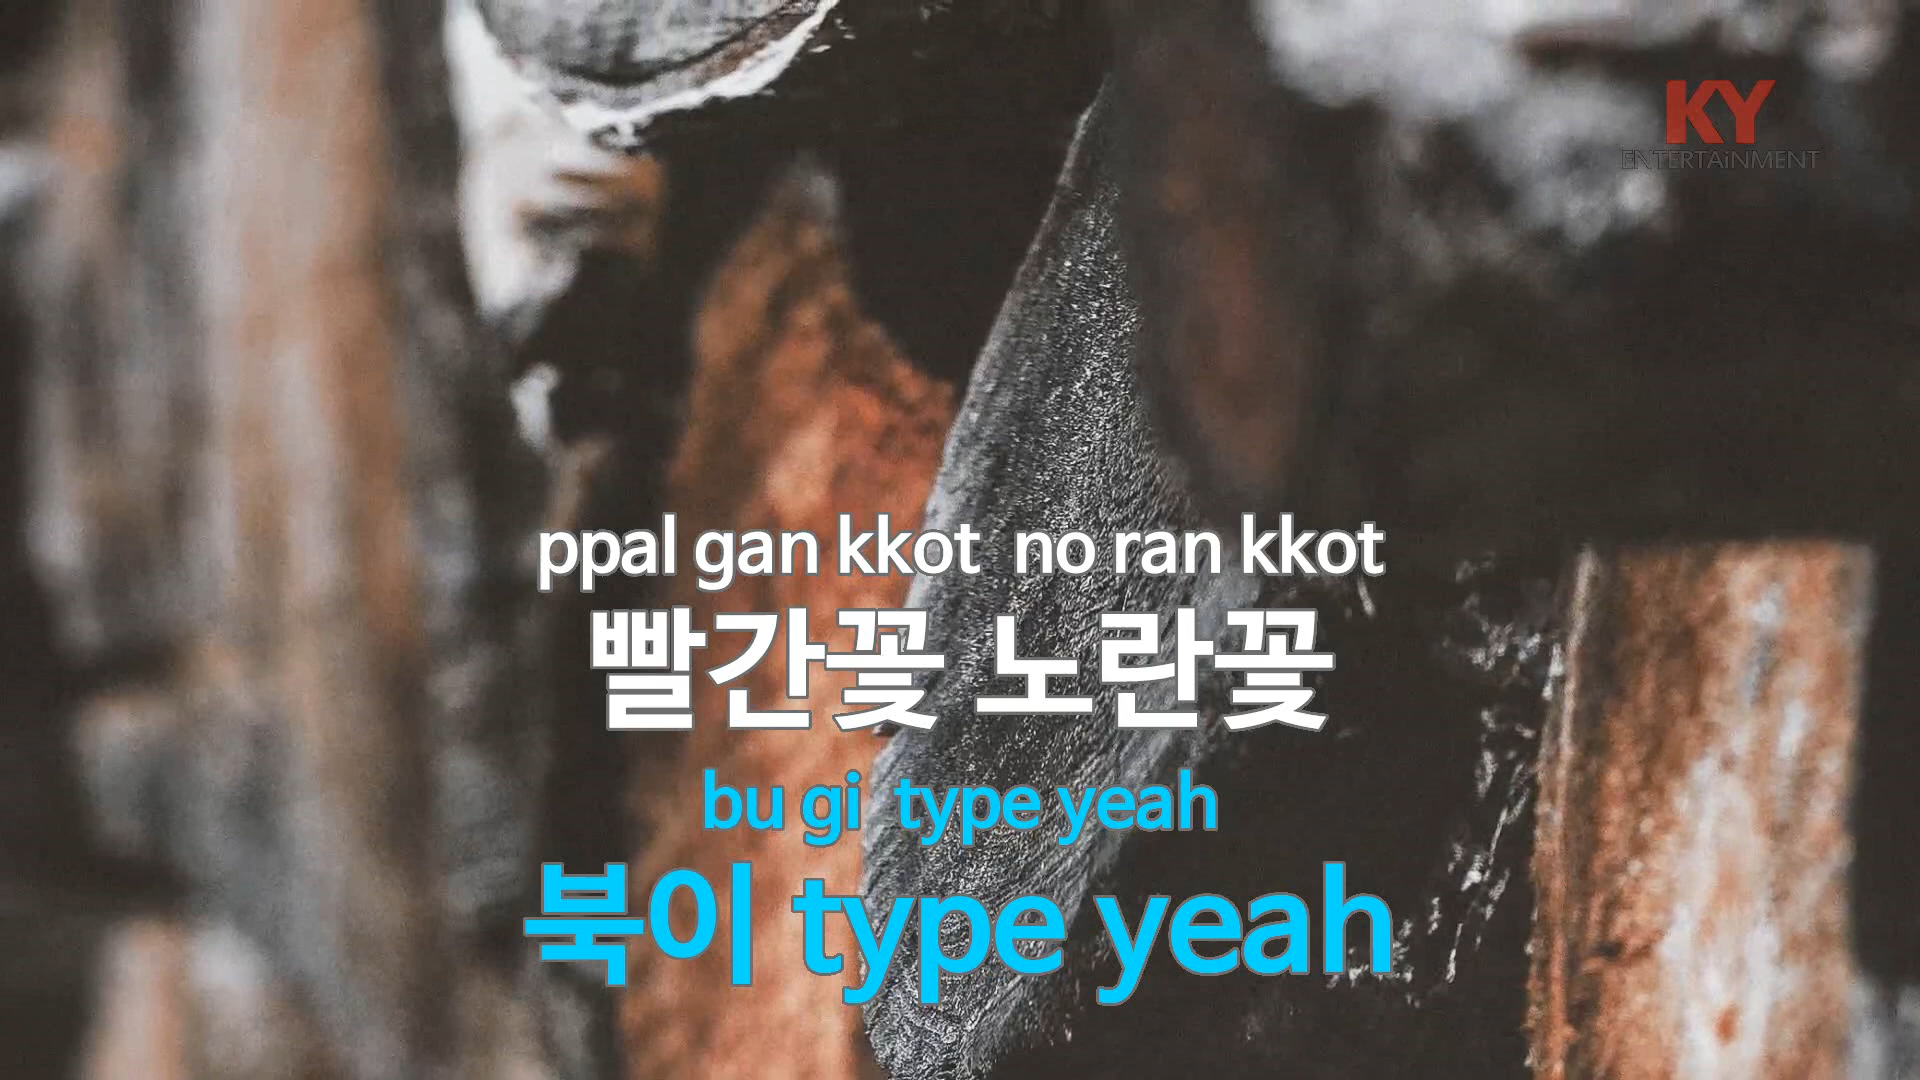 KY
ENTERTAiNMENT
ppal gan kkot no ran kkot
빨간꽃 노란꽃
bu gi type yeah
북이 type yeah